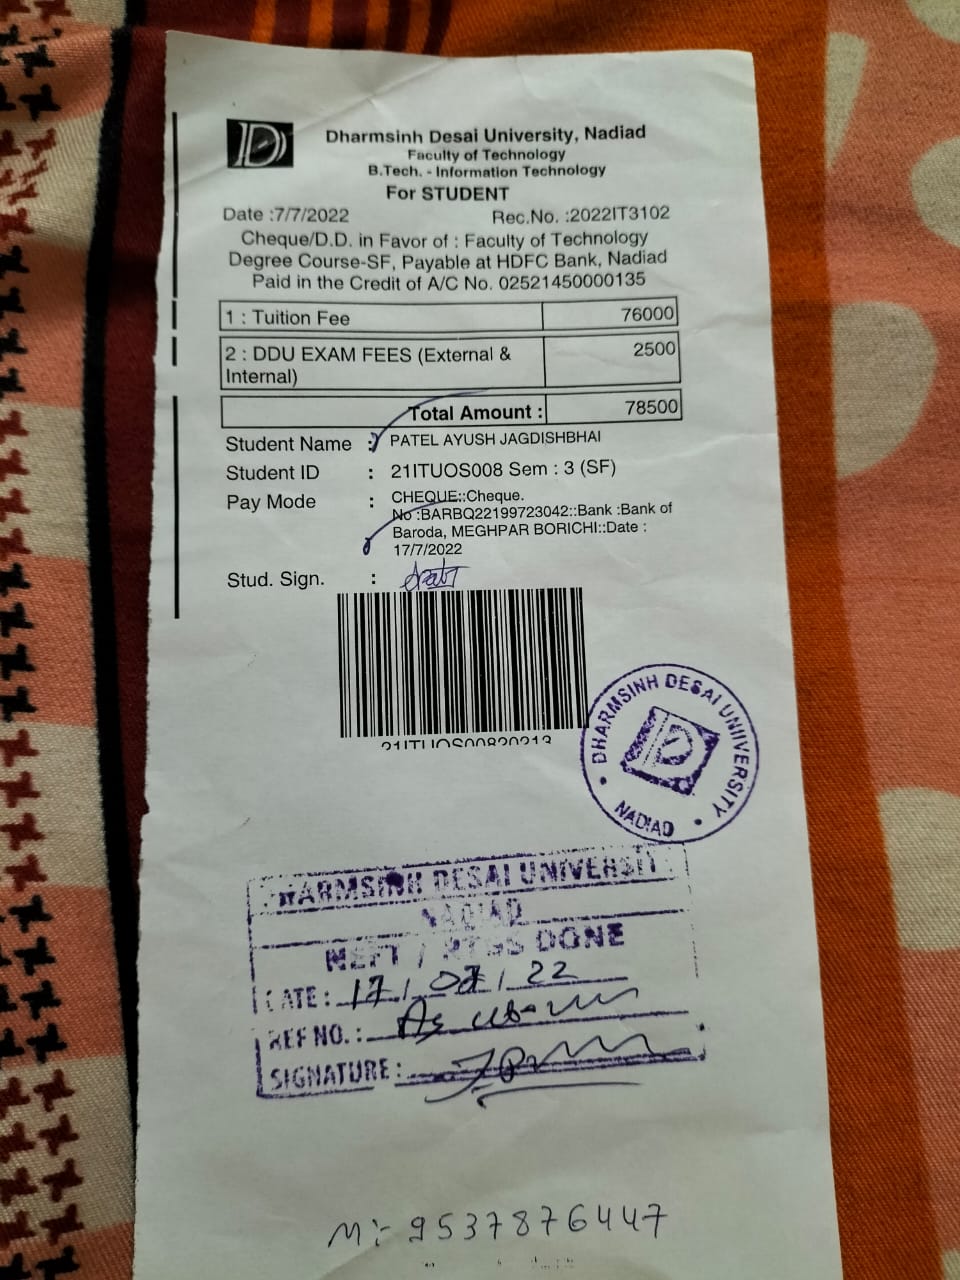 Dharmsinh Desai University, Nadiad
Faculty of Technology
B.Tech. - Information Technology
For STUDENT
Date :7/7/2022 Rec.No. :2022IT3102
Cheque/D.D. in Favor of : Faculty of Technology
Degree Course-SF, Payable at HDFC Bank, Nadiad
Paid in the Credit of A/C No. 02521450000135
1 : Tuition Fee 76000
2 : DDU EXAM FEES (External & 2500
Internal)
Total Amount : 78500
Student Name : PATEL AYUSH JAGDISHBHAI
Student ID : 21ITUOS008 Sem : 3 (SF)
Pay Mode : CHEQUE::Cheque.
No :BARBQ22199723042::Bank :Bank of
Baroda, MEGHPAR BORICHI::Date :
17/7/2022
Stud. Sign. :
21ITUOS00820213
DHARMSINH DESAI UNIVERSITY
NADIAD
DHARMSINH DESAI UNIVERSIT
NADIAD
NEFT / RTGS DONE
DATE : 17/07/22
REF NO. : As above
SIGNATURE :
M:- 9537876447